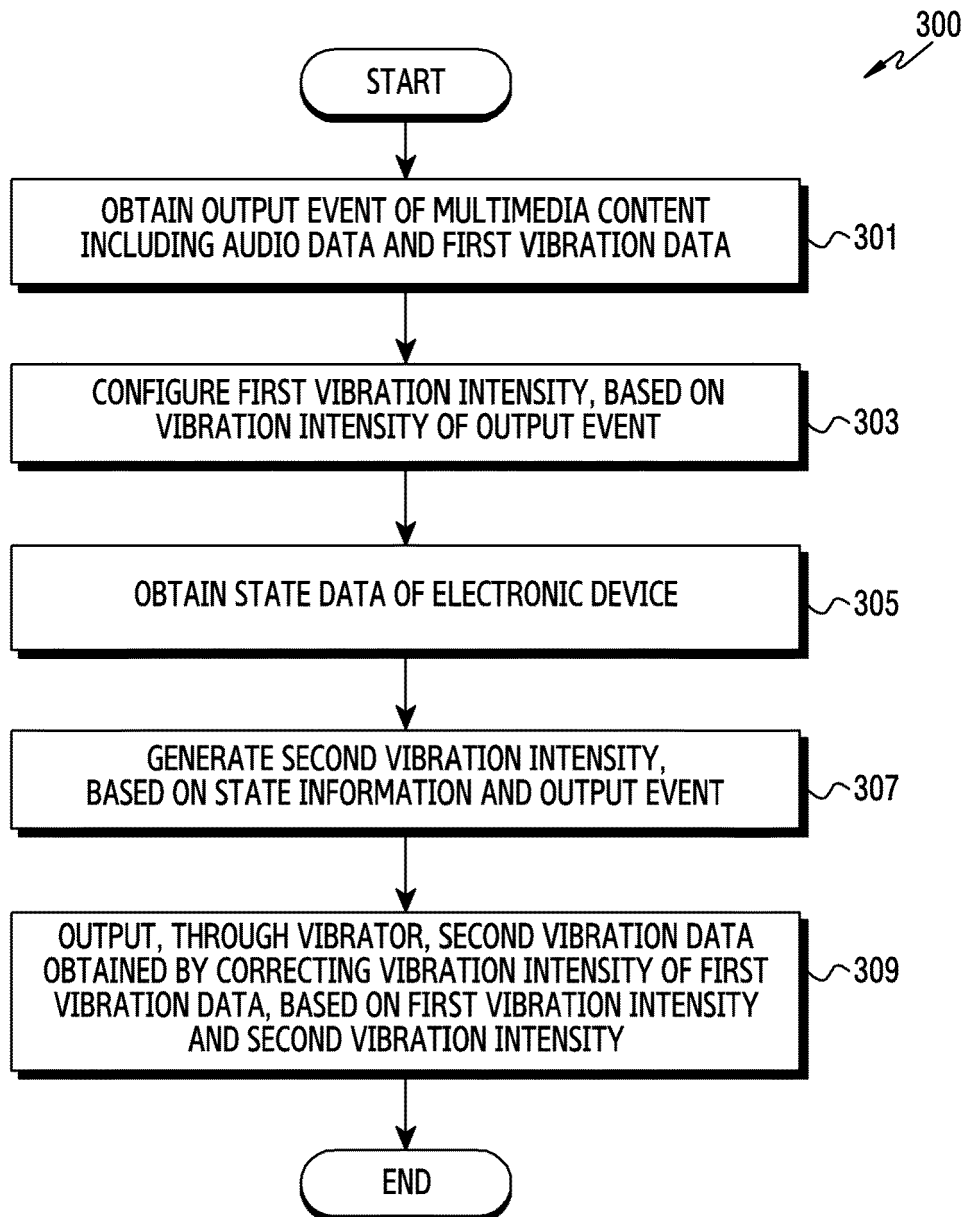 300
START
OBTAIN OUTPUT EVENT OF MULTIMEDIA CONTENT
INCLUDING AUDIO DATA AND FIRST VIBRATION DATA
301
CONFIGURE FIRST VIBRATION INTENSITY, BASED ON
VIBRATION INTENSITY OF OUTPUT EVENT
303
OBTAIN STATE DATA OF ELECTRONIC DEVICE
305
GENERATE SECOND VIBRATION INTENSITY,
BASED ON STATE INFORMATION AND OUTPUT EVENT
307
OUTPUT, THROUGH VIBRATOR, SECOND VIBRATION DATA
OBTAINED BY CORRECTING VIBRATION INTENSITY OF FIRST
VIBRATION DATA, BASED ON FIRST VIBRATION INTENSITY
AND SECOND VIBRATION INTENSITY
309
END